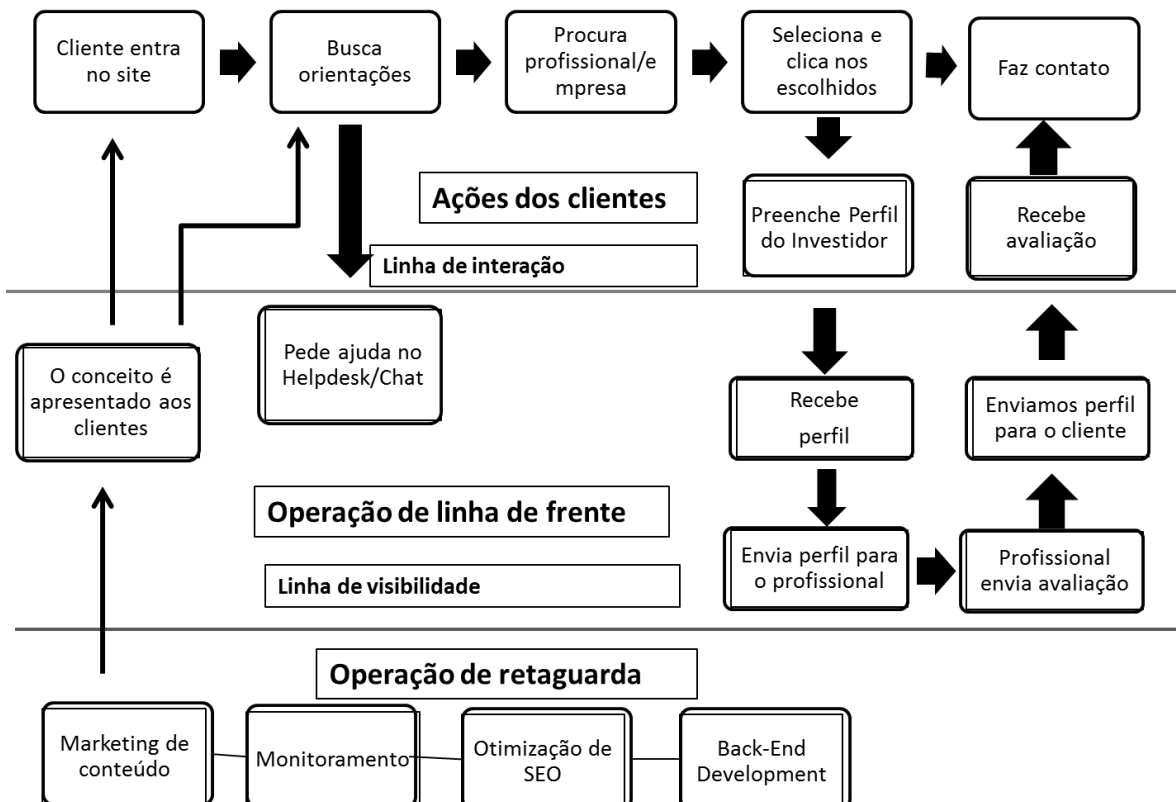 Cliente entra
no site
Busca
orientações
Procura
profissional/e
mpresa
Seleciona e
clica nos
escolhidos
Faz contato
Ações dos clientes
Preenche Perfil
do Investidor
Recebe
avaliação
Linha de interação
O conceito é
apresentado aos
clientes
Pede ajuda no
Helpdesk/Chat
Recebe
perfil
Enviamos perfil
para o cliente
Operação de linha de frente
Envia perfil para
o profissional
Profissional
envia avaliação
Linha de visibilidade
Operação de retaguarda
Marketing de
conteúdo
Monitoramento
Otimização de
SEO
Back-End
Development